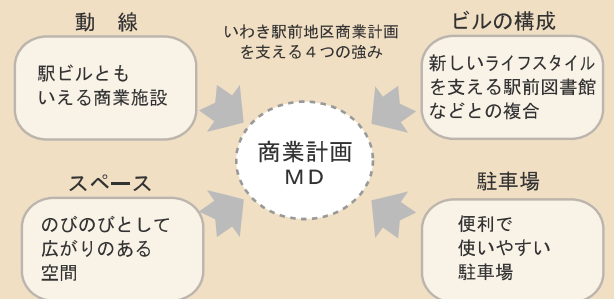 動　線
駅ビルとも
いえる商業施設
いわき駅前地区商業計画
を支える４つの強み
ビルの構成
新しいライフスタイル
を支える駅前図書館
などとの複合
商業計画
ＭＤ
スペース
のびのびとして
広がりのある
空間
駐車場
便利で
使いやすい
駐車場